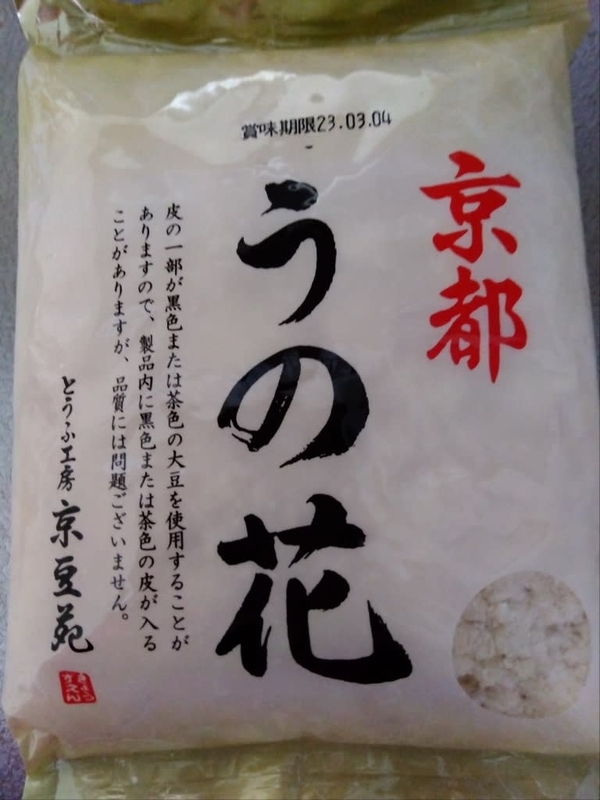 賞味期限23.03.04
京都
うの花
皮の一部が黒色または茶色の大豆を使用することが
ありますので、製品内に黒色または茶色の皮が入る
ことがありますが、品質には問題ございません。
とうふ工房
京豆苑